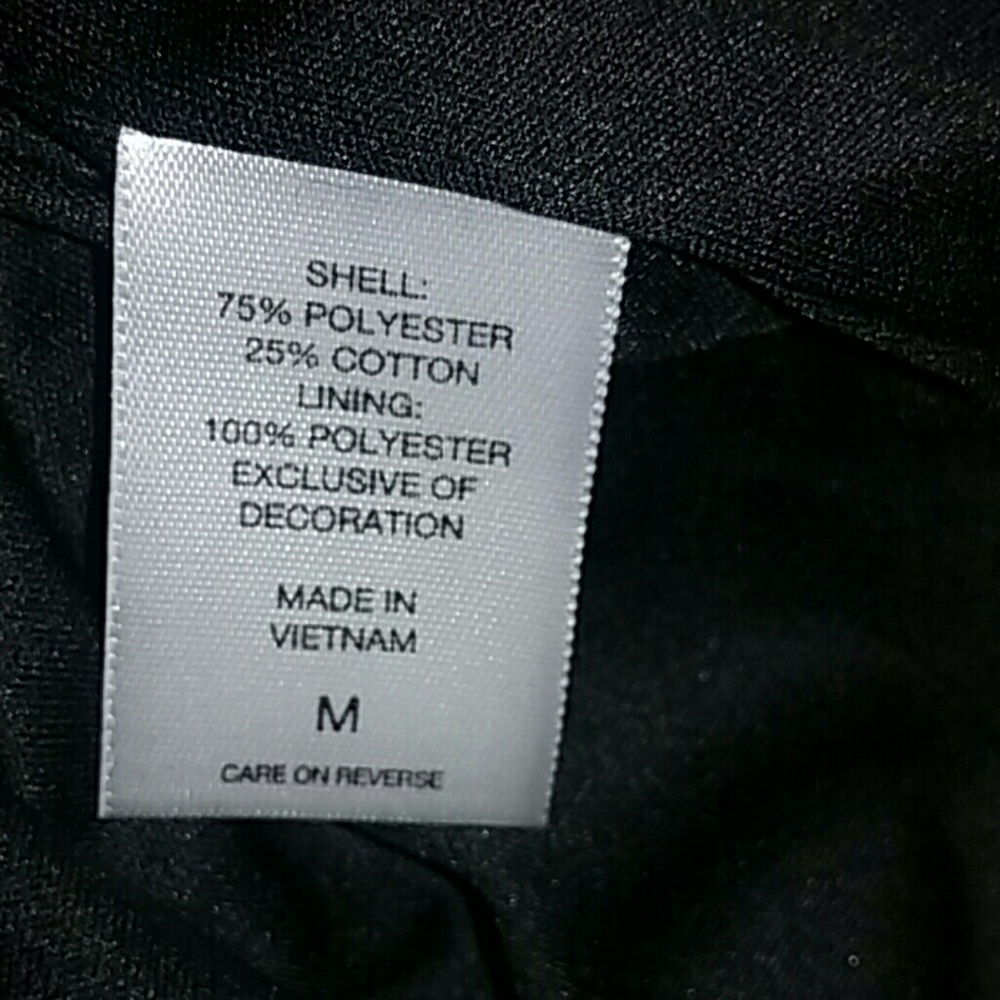 SHELL:
75% POLYESTER
25% COTTON
LINING:
100% POLYESTER
EXCLUSIVE OF
DECORATION
MADE IN
VIETNAM
M
CARE ON REVERSE